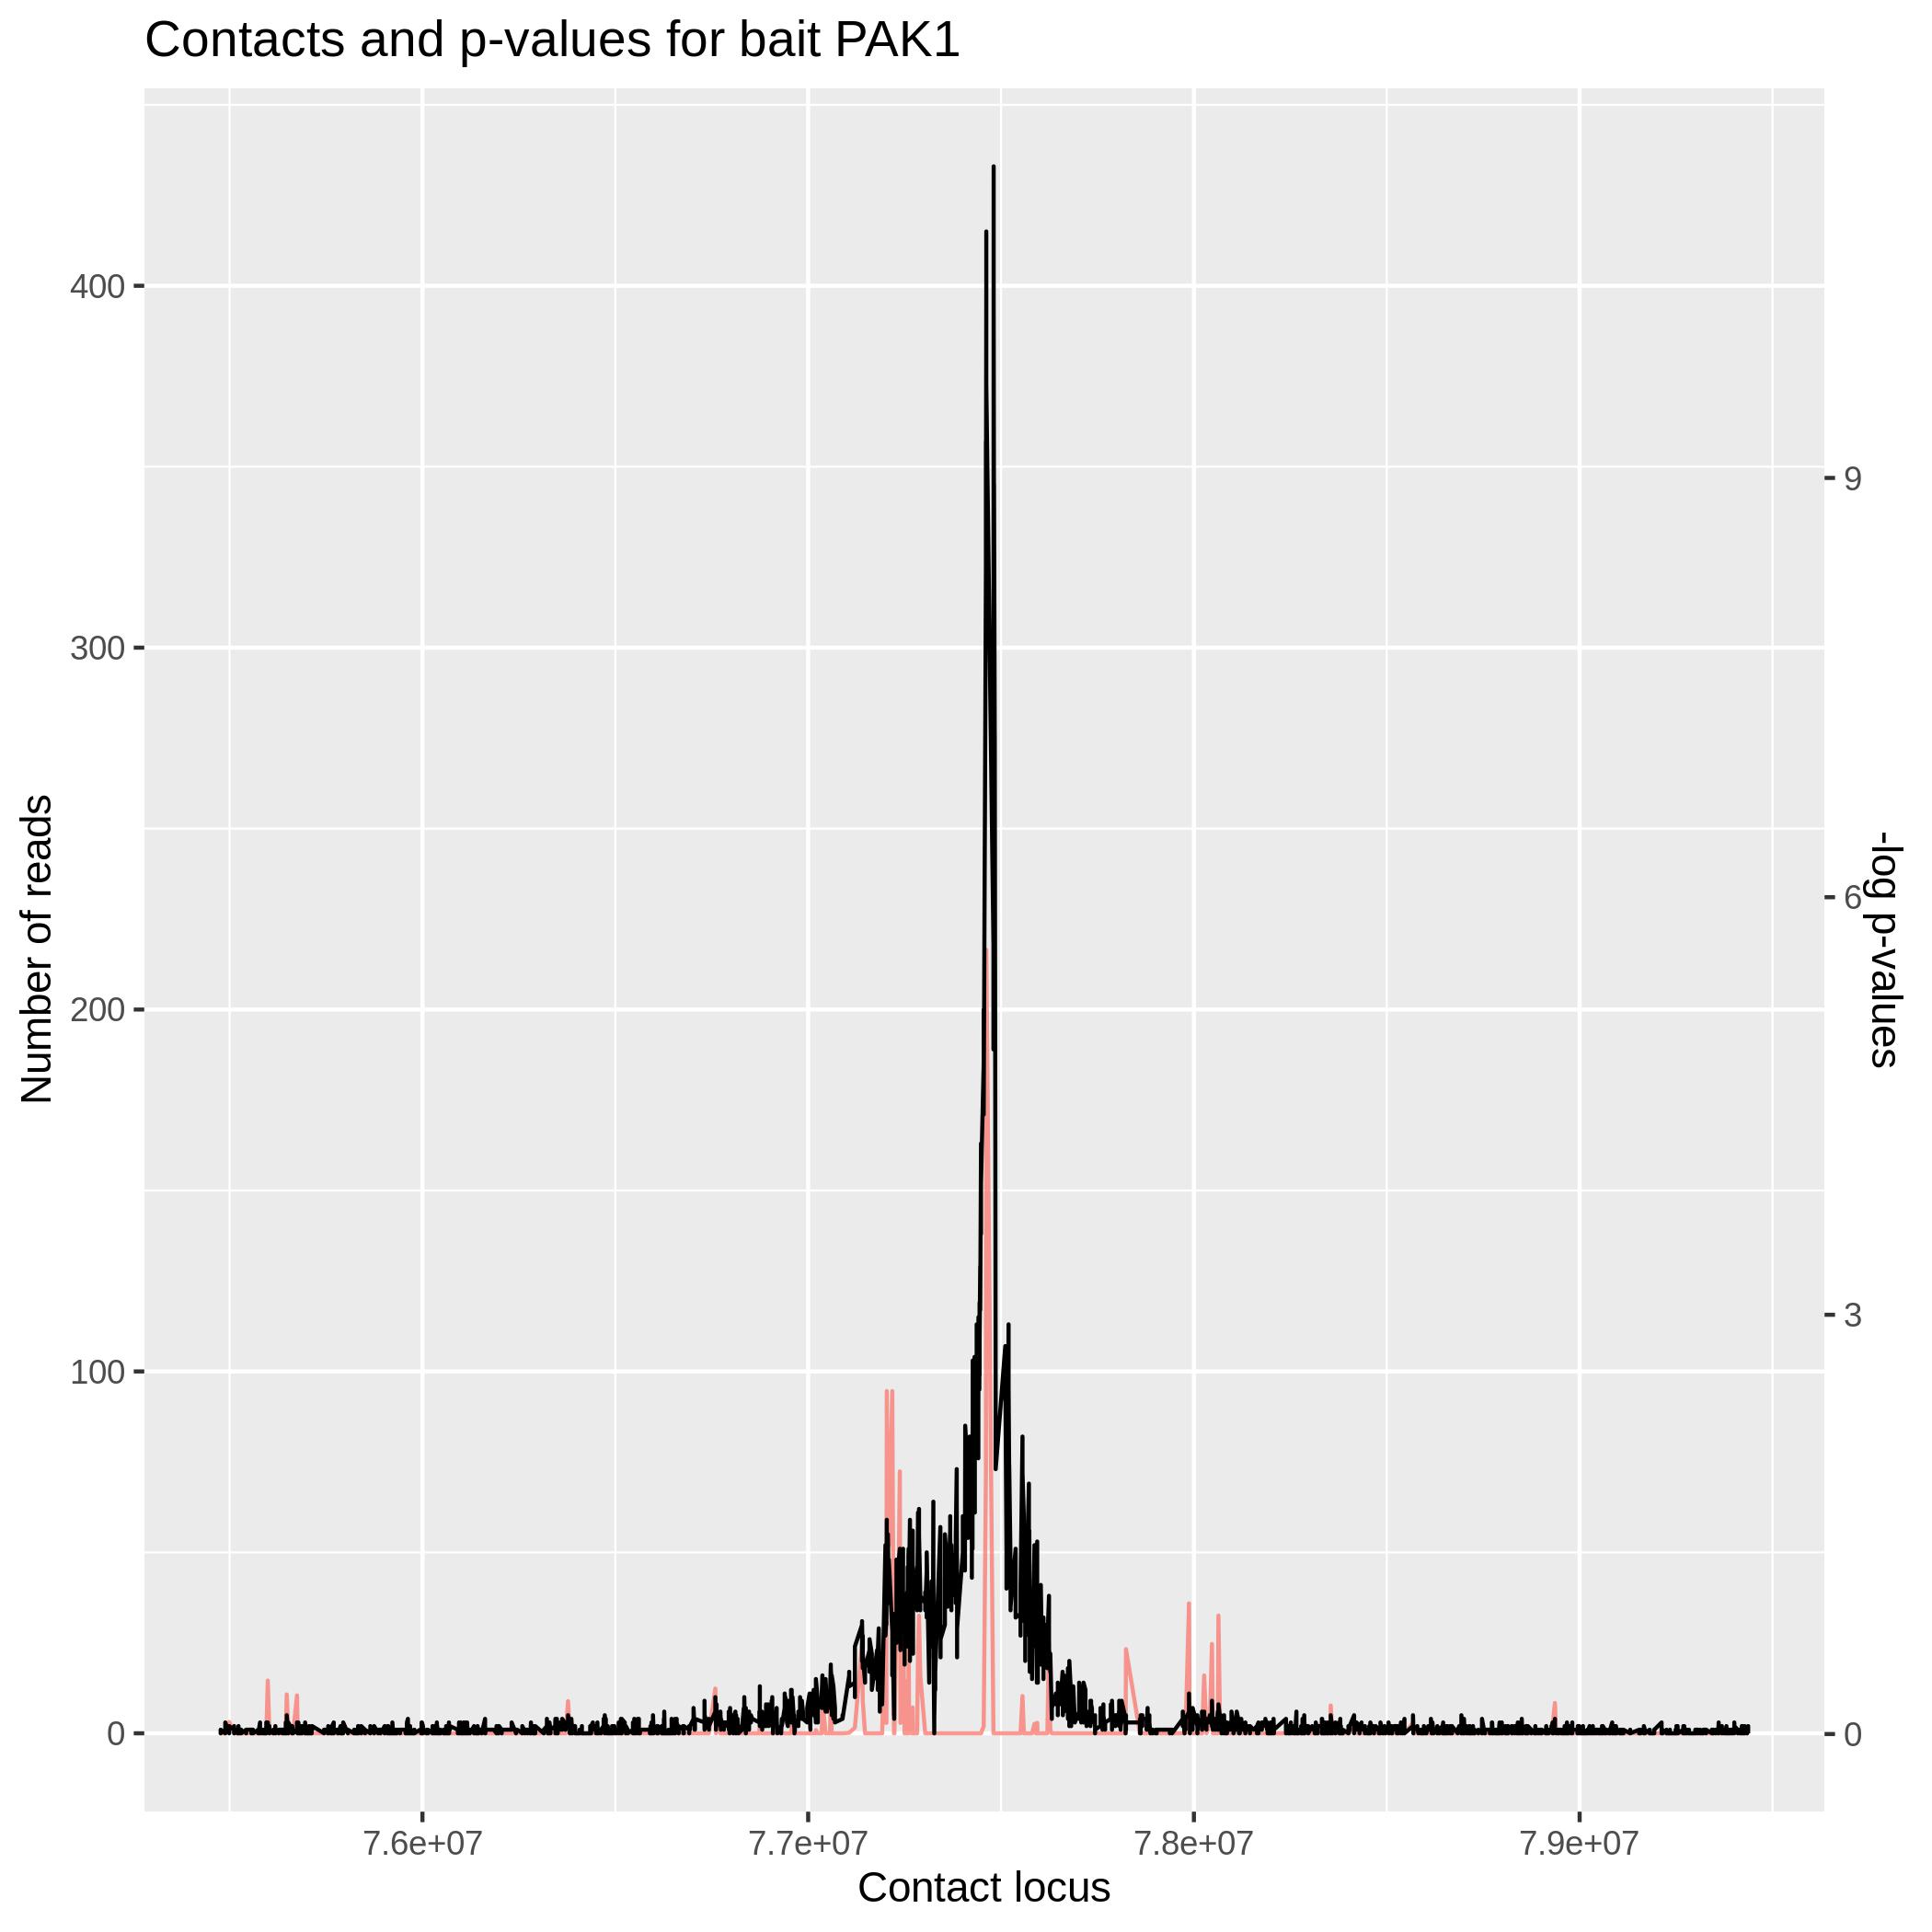 Contacts and p-values for bait PAK1
Number of reads
400
300
200
100
0
9
6
3
0
-log p-values
7.6e+07
7.7e+07
7.8e+07
7.9e+07
Contact locus